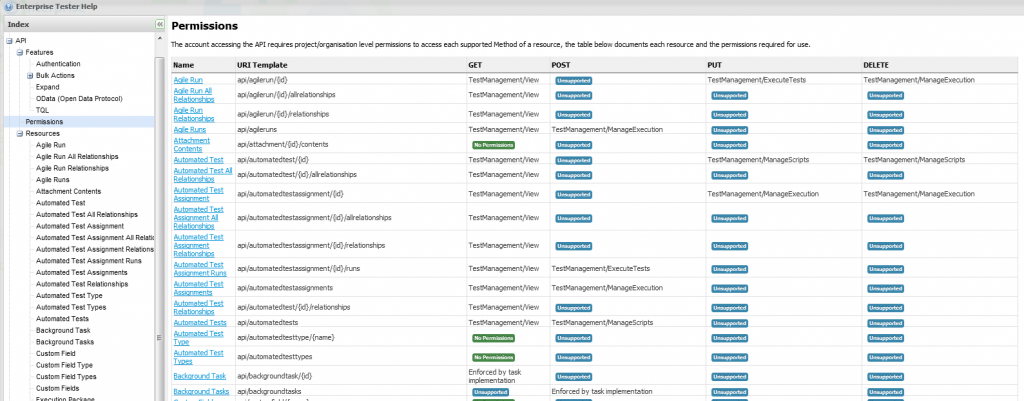 Enterprise Tester Help
Index
API
Features
Authentication
Bulk Actions
Expand
OData (Open Data Protocol)
TQL
Permissions
Resources
Agile Run
Agile Run All Relationships
Agile Run Relationships
Agile Runs
Attachment Contents
Automated Test
Automated Test All Relationships
Automated Test Assignment
Automated Test Assignment All Relatic
Automated Test Assignment Relations
Automated Test Assignment Runs
Automated Test Assignments
Automated Test Relationships
Automated Test Type
Automated Test Types
Automated Tests
Background Task
Background Tasks
Custom Field
Custom Field Type
Custom Field Types
Custom Fields
Execution Package
Permissions
The account accessing the API requires project/organisation level permissions to access each supported Method of a resource, the table below documents each resource and the permissions required for use.
Name URI Template GET POST PUT DELETE
Agile Run api/agilerun/{id} TestManagement/View Unsupported TestManagement/ExecuteTests TestManagement/ManageExecution
Agile Run All
Relationships api/agilerun/{id}/allrelationships TestManagement/View Unsupported Unsupported Unsupported
Agile Run
Relationships api/agilerun/{id}/relationships TestManagement/View Unsupported Unsupported Unsupported
Agile Runs api/agileruns TestManagement/View TestManagement/ManageExecution Unsupported Unsupported
Attachment
Contents api/attachment/{id}/contents No Permissions Unsupported Unsupported Unsupported
Automated Test api/automatedtest/{id} TestManagement/View Unsupported TestManagement/ManageScripts TestManagement/ManageScripts
Automated Test All
Relationships api/automatedtest/{id}/allrelationships TestManagement/View Unsupported Unsupported Unsupported
Automated Test
Assignment api/automatedtestassignment/{id} TestManagement/View Unsupported TestManagement/ManageExecution TestManagement/ManageExecution
Automated Test
Assignment All
Relationships api/automatedtestassignment/{id}/allrelationships TestManagement/View Unsupported Unsupported Unsupported
Automated Test
Assignment
Relationships api/automatedtestassignment/{id}/relationships TestManagement/View Unsupported Unsupported Unsupported
Automated Test
Assignment Runs api/automatedtestassignment/{id}/runs TestManagement/View TestManagement/ExecuteTests Unsupported Unsupported
Automated Test
Assignments api/automatedtestassignments TestManagement/View TestManagement/ManageExecution Unsupported Unsupported
Automated Test
Relationships api/automatedtest/{id}/relationships TestManagement/View Unsupported Unsupported Unsupported
Automated Tests api/automatedtests TestManagement/View TestManagement/ManageScripts Unsupported Unsupported
Automated Test
Type api/automatedtesttype/{name} No Permissions Unsupported Unsupported Unsupported
Automated Test
Types api/automatedtesttypes No Permissions Unsupported Unsupported Unsupported
Background Task api/backgroundtask/{id} Enforced by task
implementation Unsupported Unsupported Unsupported
Background Tasks api/backgroundtasks Unsupported Enforced by task implementation Unsupported Unsupported